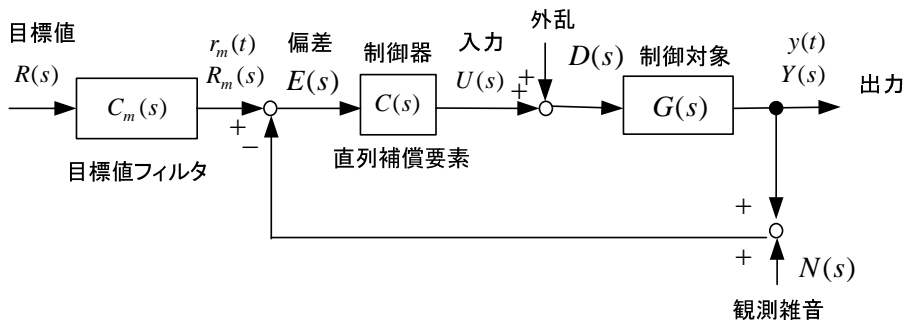 目標値
R(s)
C_m(s)
目標値フィルタ
r_m(t)
R_m(s)
+
−
偏差
E(s)
制御器
C(s)
直列補償要素
入力
U(s)
外乱
+
+
D(s)
制御対象
G(s)
y(t)
Y(s)
出力
+
+
N(s)
観測雑音